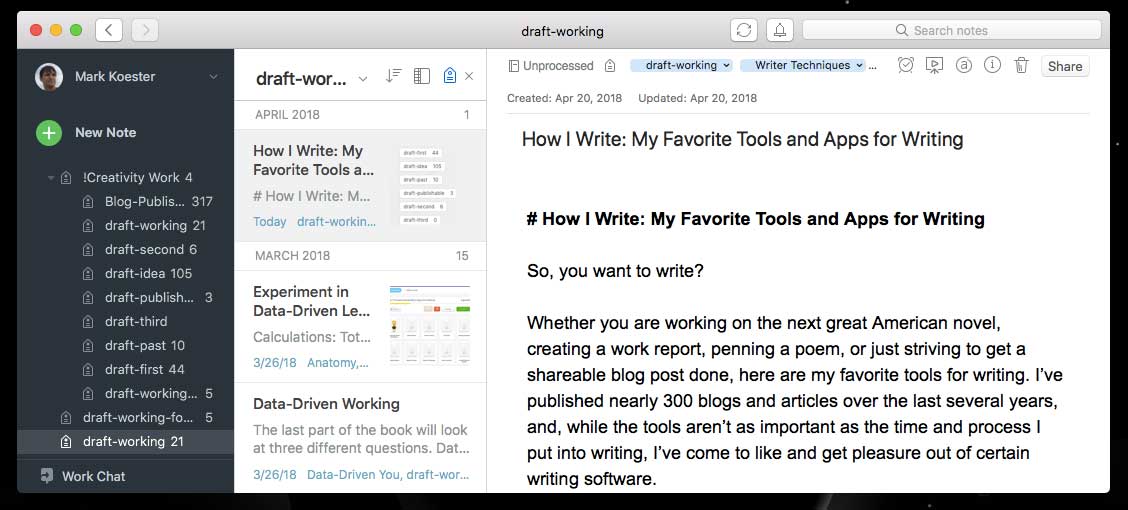 draft-working
Search notes
Mark Koester
New Note
!Creativity Work 4
Blog-Publis... 317
draft-working 21
draft-second 6
draft-idea 105
draft-publish... 3
draft-third
draft-past 10
draft-first 44
draft-working... 5
draft-working-fo... 5
draft-working 21
Work Chat
draft-wor...
APRIL 2018 1
How I Write: My
Favorite Tools a...
# How I Write: M...
Today draft-workin...
draft-first 44
draft-idea 105
draft-past 10
draft-publishable 3
draft-second 6
draft-third 0
MARCH 2018 15
Experiment in
Data-Driven Le...
Calculations: Tot...
3/26/18 Anatomy,...
Data-Driven Working
The last part of the book will look
at three different questions. Dat...
3/26/18 Data-Driven You, draft-wor...
Unprocessed draft-working Writer Techniques ...
Share
Created: Apr 20, 2018 Updated: Apr 20, 2018
How I Write: My Favorite Tools and Apps for Writing
# How I Write: My Favorite Tools and Apps for Writing
So, you want to write?
Whether you are working on the next great American novel,
creating a work report, penning a poem, or just striving to get a
shareable blog post done, here are my favorite tools for writing. I've
published nearly 300 blogs and articles over the last several years,
and, while the tools aren't as important as the time and process I
put into writing, I've come to like and get pleasure out of certain
writing software.